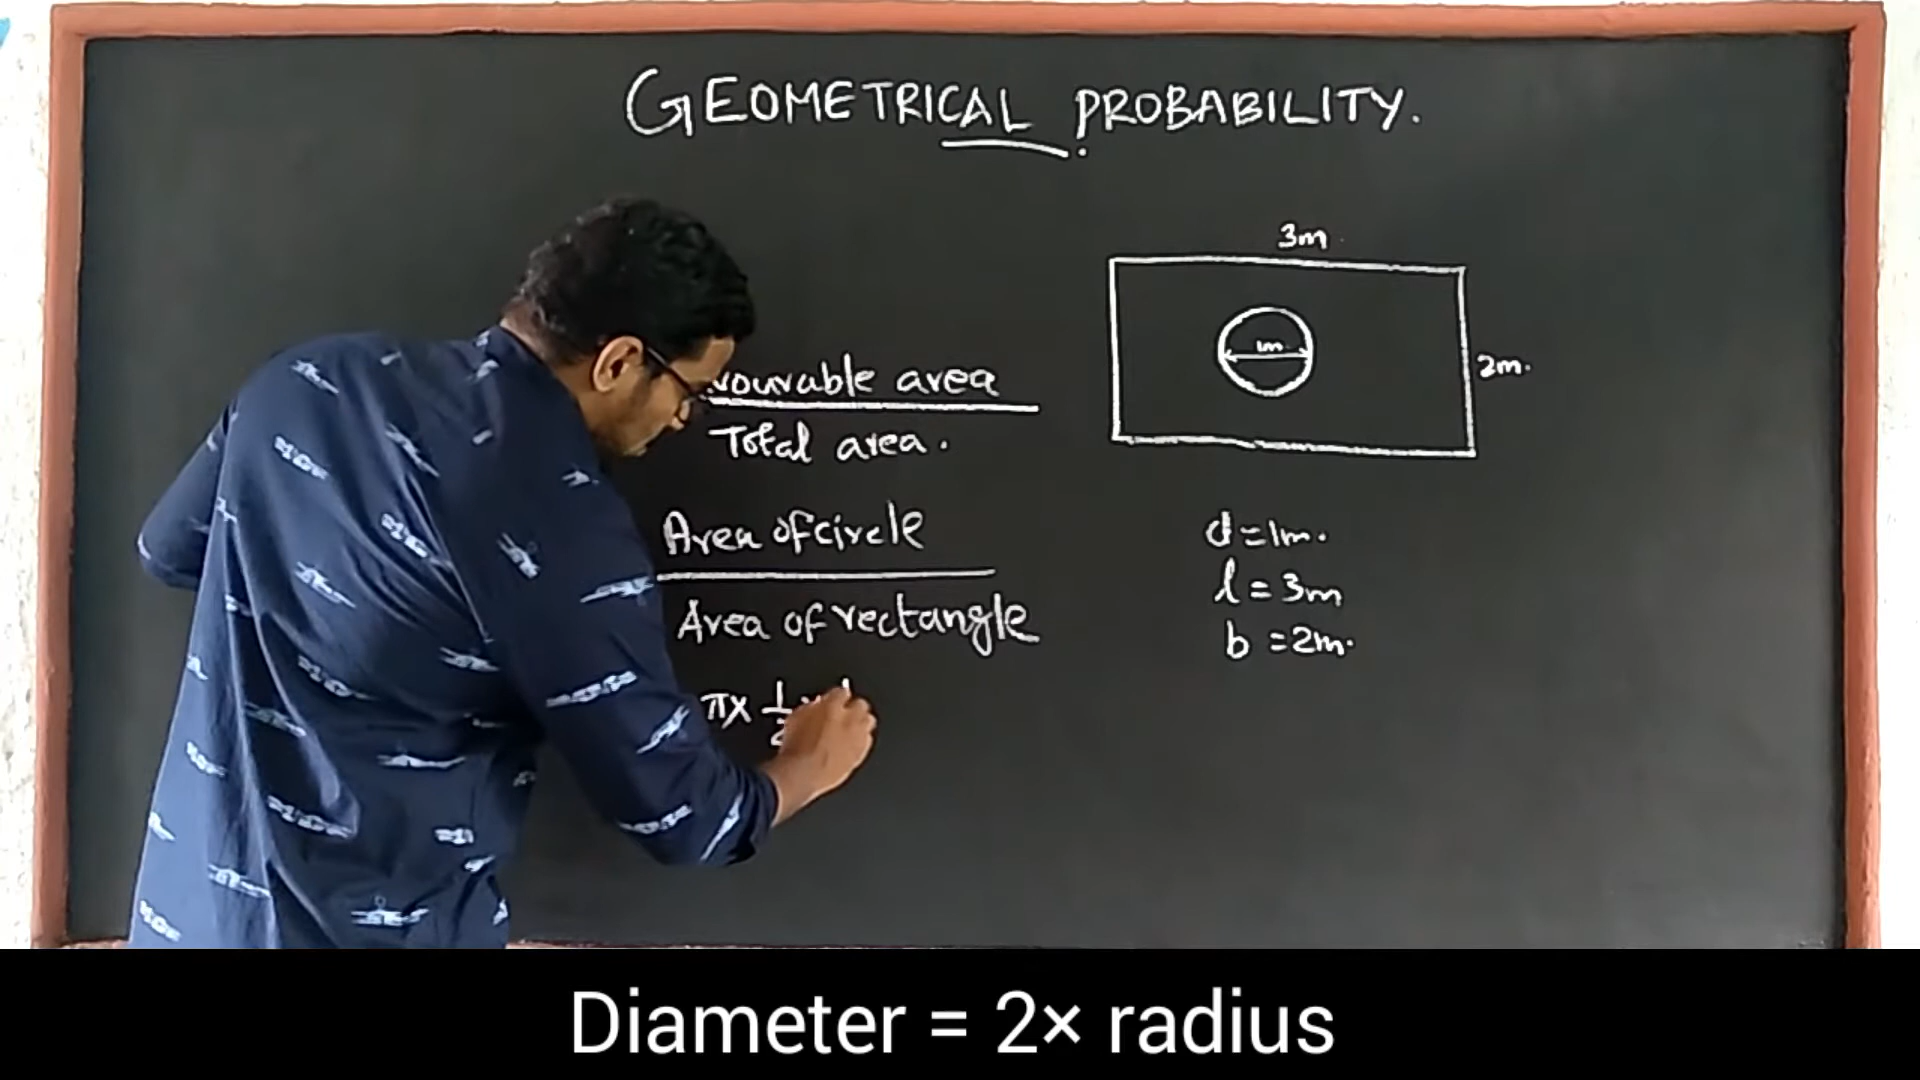 GEOMETRICAL PROBABILITY.
3m
1m
2m.
area
Total area.
Area of circle
Area of rectangle
d=1m.
l=3m
b=2m.
πx 1
Diameter = 2× radius